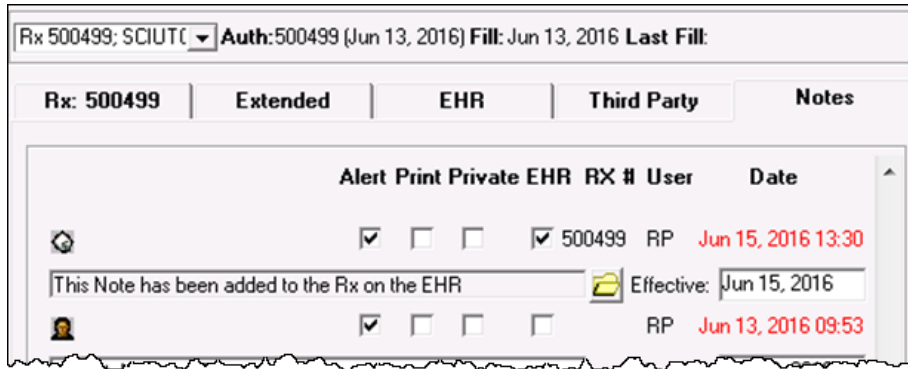 Rx 500499; SCIUT( Auth:500499 (Jun 13, 2016) Fill: Jun 13, 2016 Last Fill:
Rx: 500499 Extended EHR Third Party Notes
Alert Print Private EHR RX # User Date
500499 RP Jun 15, 2016 13:30
This Note has been added to the Rx on the EHR Effective: Jun 15, 2016
RP Jun 13, 2016 09:53